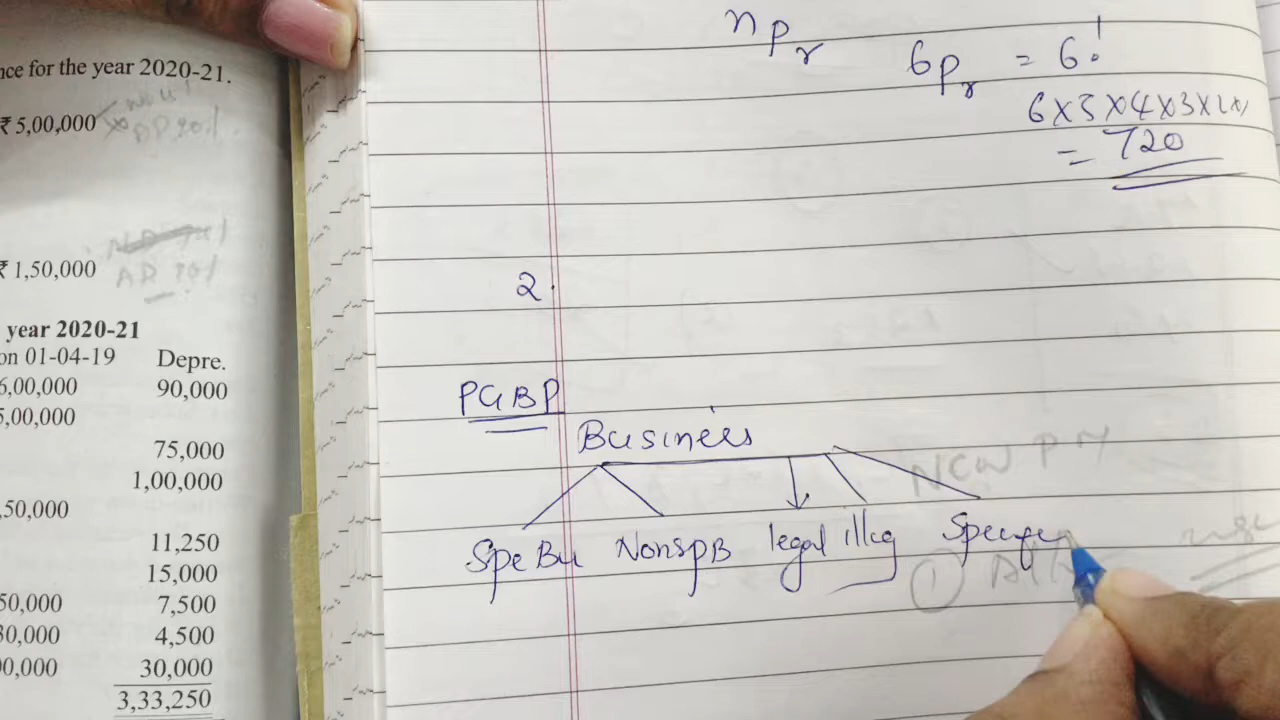 nce for the year 2020-21.
₹ 5,00,000
₹ 1,50,000
AD 20%
year 2020-21
on 01-04-19 Depre.
6,00,000 90,000
5,00,000
75,000
1,00,000
,50,000
11,250
15,000
50,000 7,500
30,000 4,500
00,000 30,000
3,33,250
nPr
6Pr = 6!
6×5×4×3×2×1
= 720
2.
PGBP
Business
SpeBu NonspB legal illeg